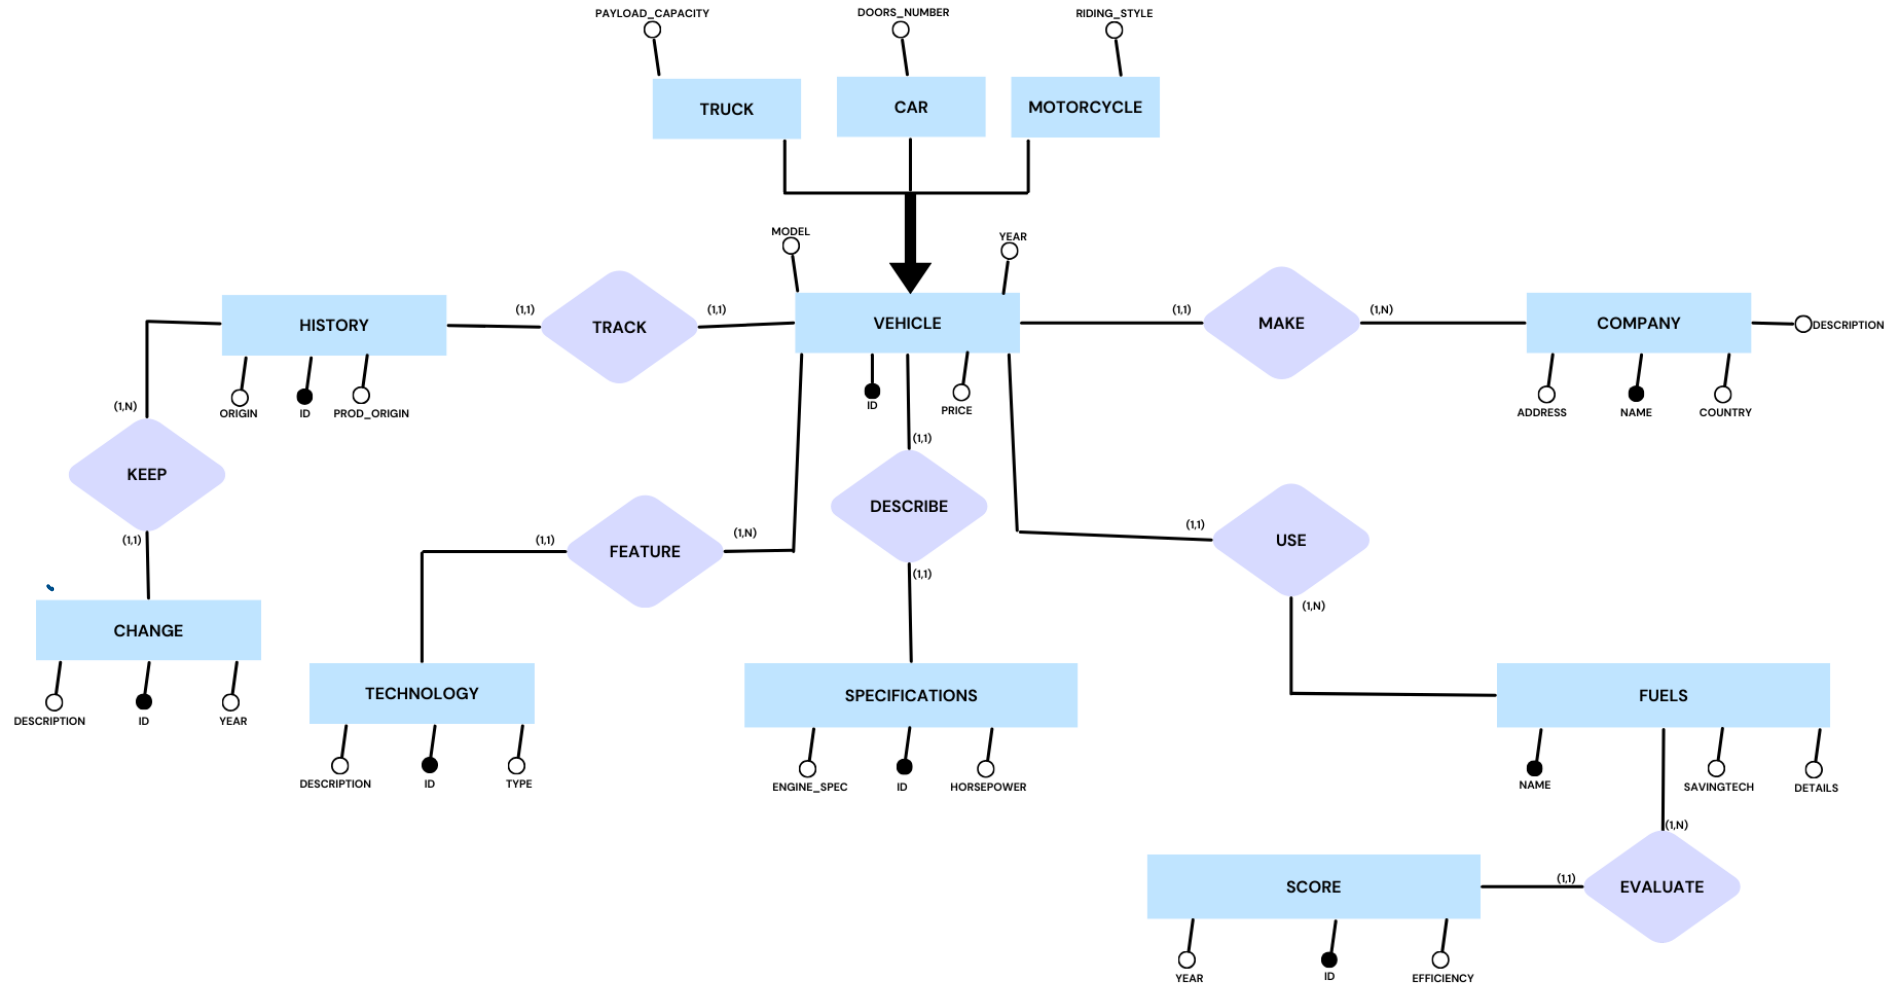 PAYLOAD_CAPACITY
DOORS_NUMBER
RIDING_STYLE
TRUCK
CAR
MOTORCYCLE
MODEL
YEAR
HISTORY
(1,1)
TRACK
(1,1)
VEHICLE
(1,1)
MAKE
(1,N)
COMPANY
DESCRIPTION
ORIGIN
ID
PROD_ORIGIN
ID
PRICE
ADDRESS
NAME
COUNTRY
(1,N)
KEEP
(1,1)
(1,1)
DESCRIBE
(1,1)
(1,1)
FEATURE
(1,N)
(1,1)
USE
(1,N)
CHANGE
DESCRIPTION
ID
YEAR
TECHNOLOGY
DESCRIPTION
ID
TYPE
SPECIFICATIONS
ENGINE_SPEC
ID
HORSEPOWER
FUELS
NAME
SAVINGTECH
DETAILS
(1,N)
SCORE
(1,1)
EVALUATE
YEAR
ID
EFFICIENCY